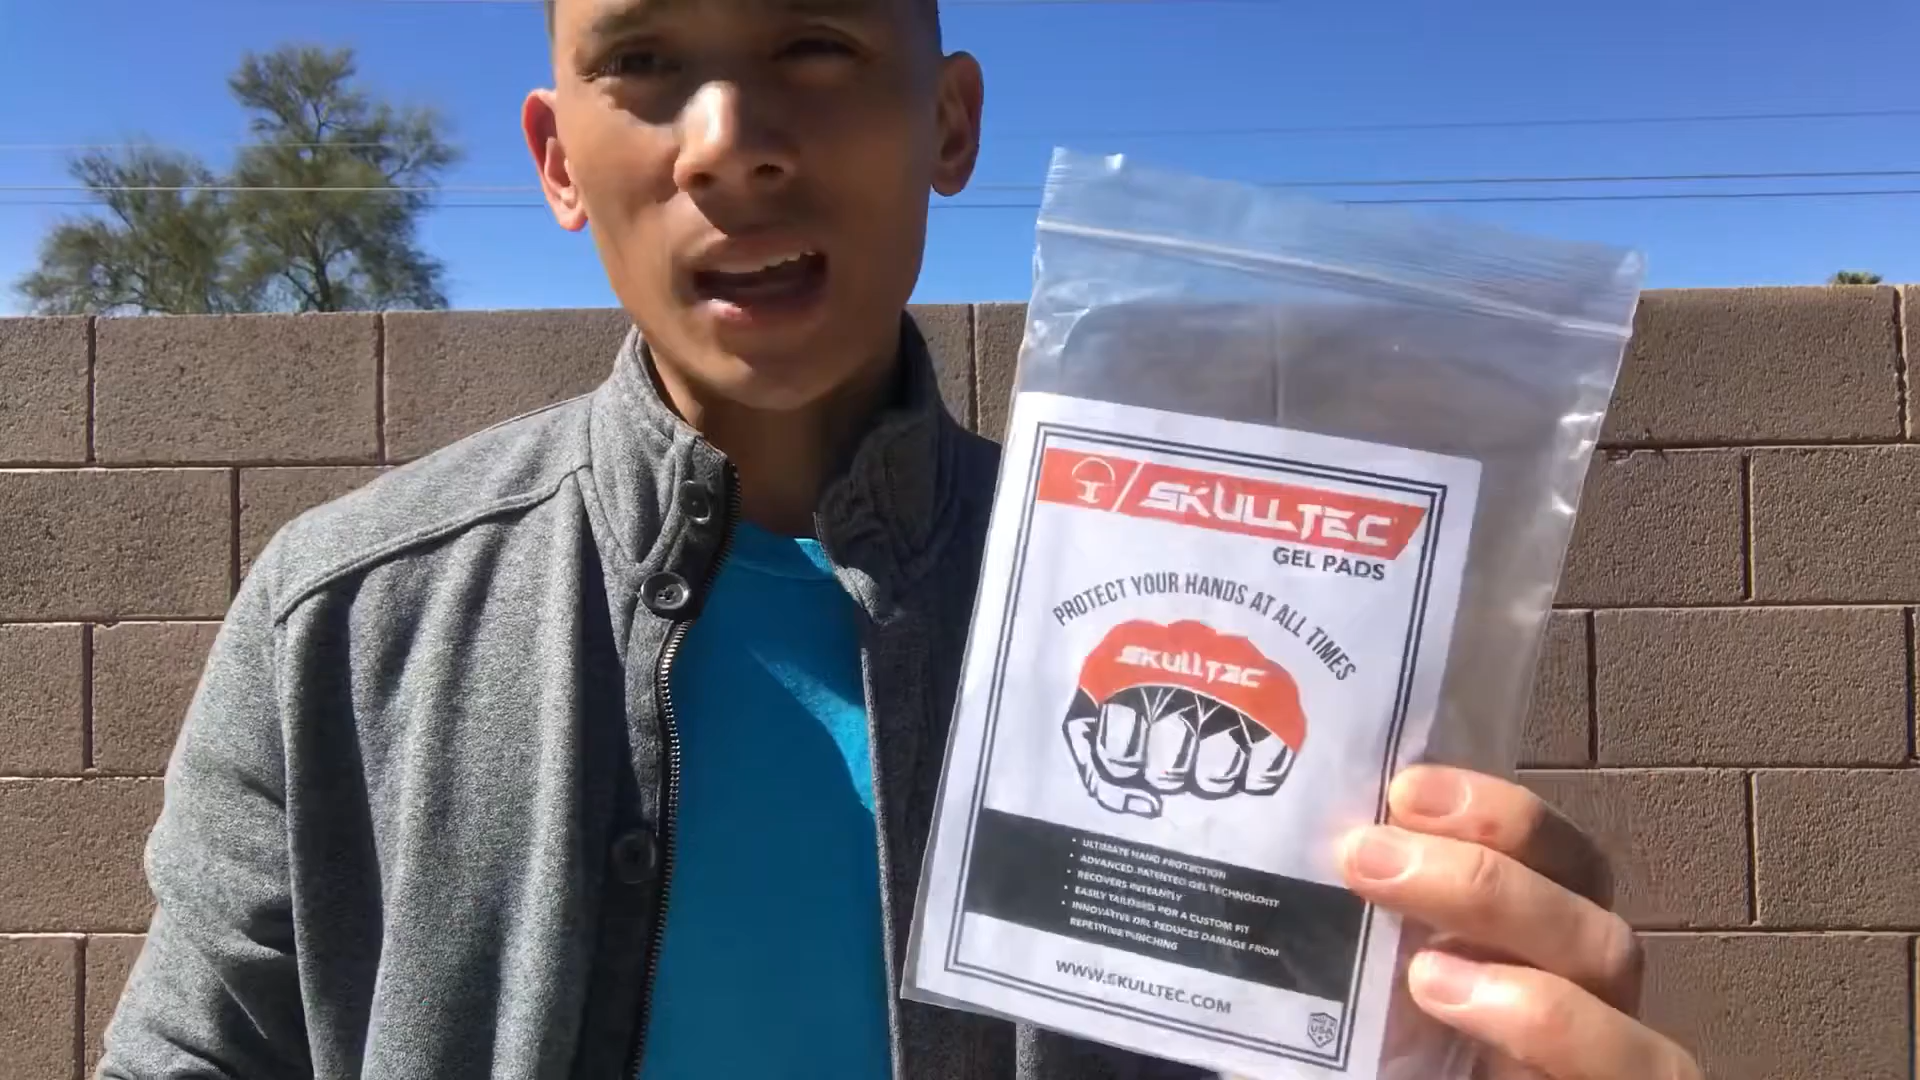 SKULLTEC
GEL PADS
PROTECT YOUR HANDS AT ALL TIMES
SKULLTEC
• ULTIMATE HAND PROTECTION
• ADVANCED PATENTED GEL TECHNOLOGY
• RECOVERS INSTANTLY
• EASILY TAILORED FOR A CUSTOM FIT
• INNOVATIVE GEL REDUCES DAMAGE FROM
REPETITIVE PUNCHING
WWW.SKULLTEC.COM
USA